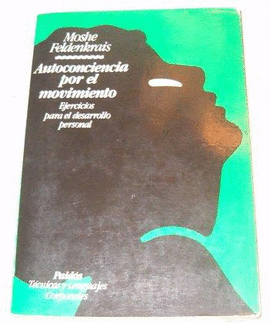 Moshe
Feldenkrais
Autoconciencia
por el
movimiento
Ejercicios
para el desarrollo
personal
Paidós
Técnicas y Lenguajes
Corporales